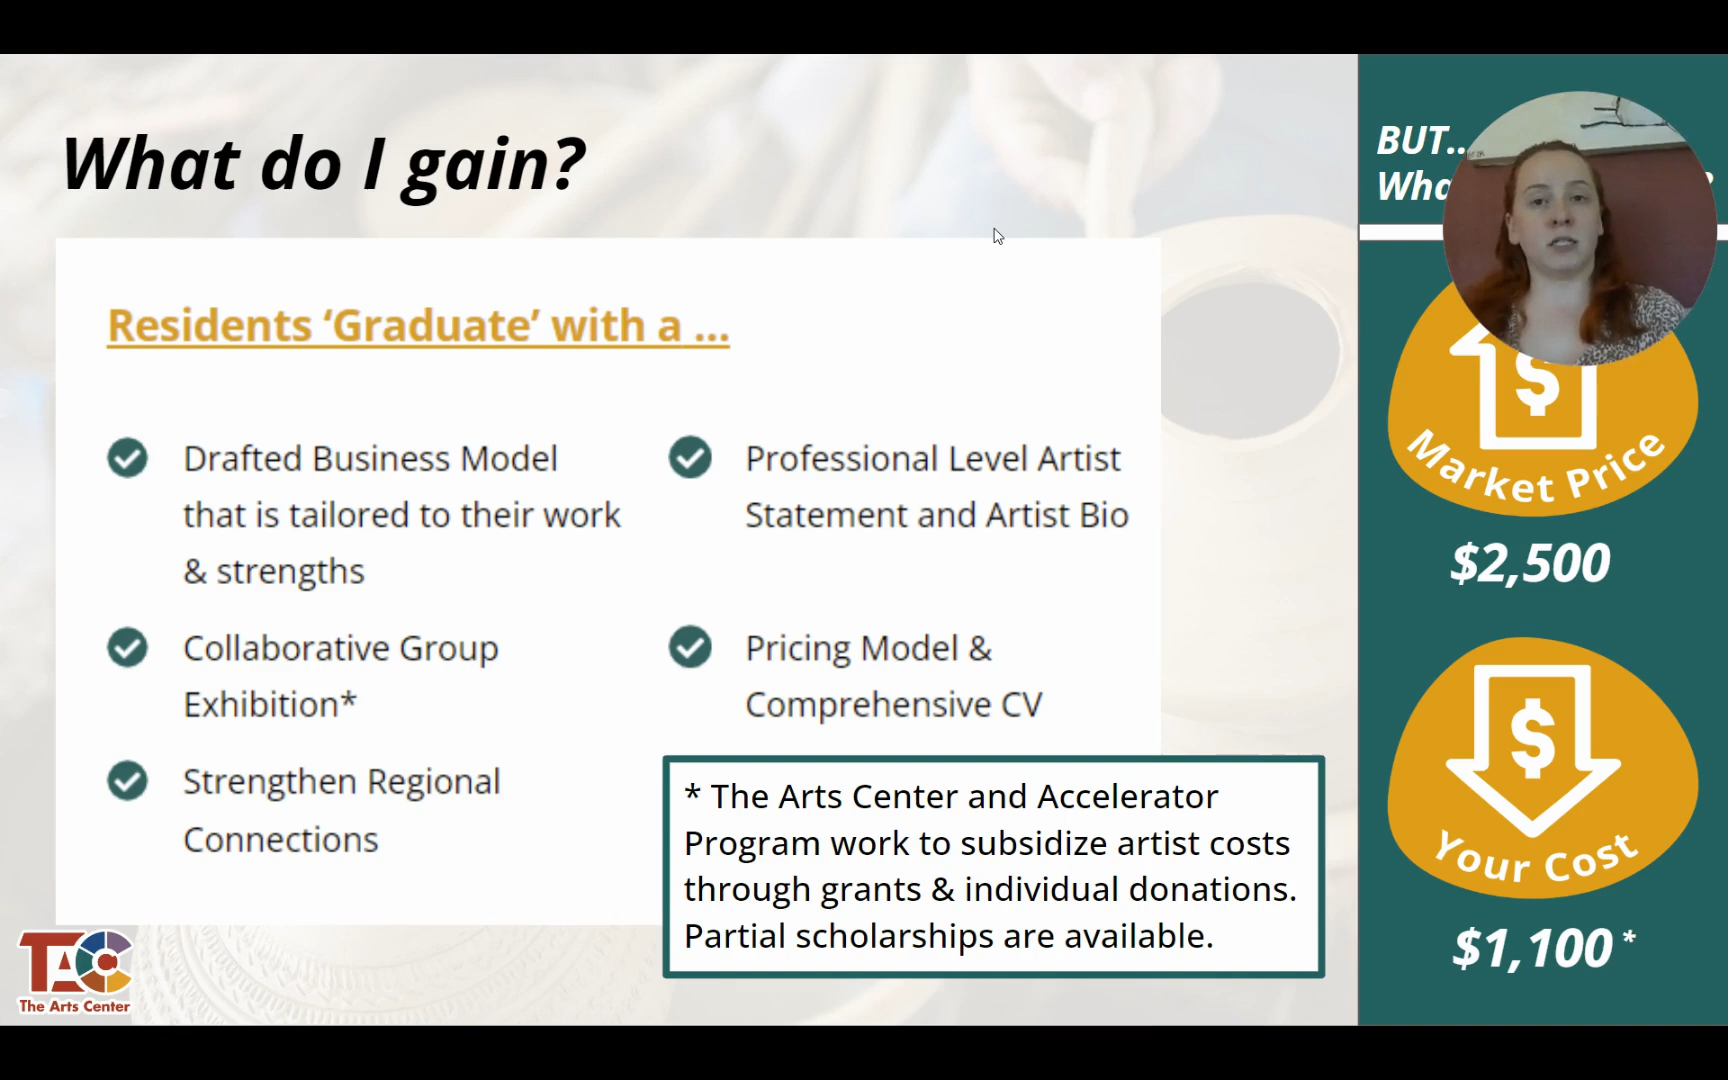 What do I gain?
Residents ‘Graduate’ with a ...
Drafted Business Model
that is tailored to their work
& strengths
Professional Level Artist
Statement and Artist Bio
Collaborative Group
Exhibition*
Pricing Model &
Comprehensive CV
Strengthen Regional
Connections
* The Arts Center and Accelerator
Program work to subsidize artist costs
through grants & individual donations.
Partial scholarships are available.
TAC
The Arts Center
BUT..
$
Market Price
$2,500
$
Your Cost
$1,100 *